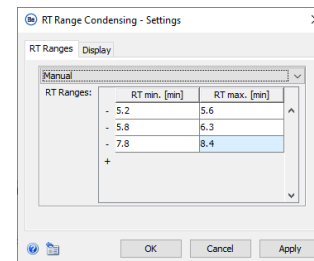 Be RT Range Condensing - Settings
RT Ranges Display
Manual
RT Ranges: RT min. [min] RT max. [min]
- 5.2 5.6
- 5.8 6.3
- 7.8 8.4
+
OK Cancel Apply